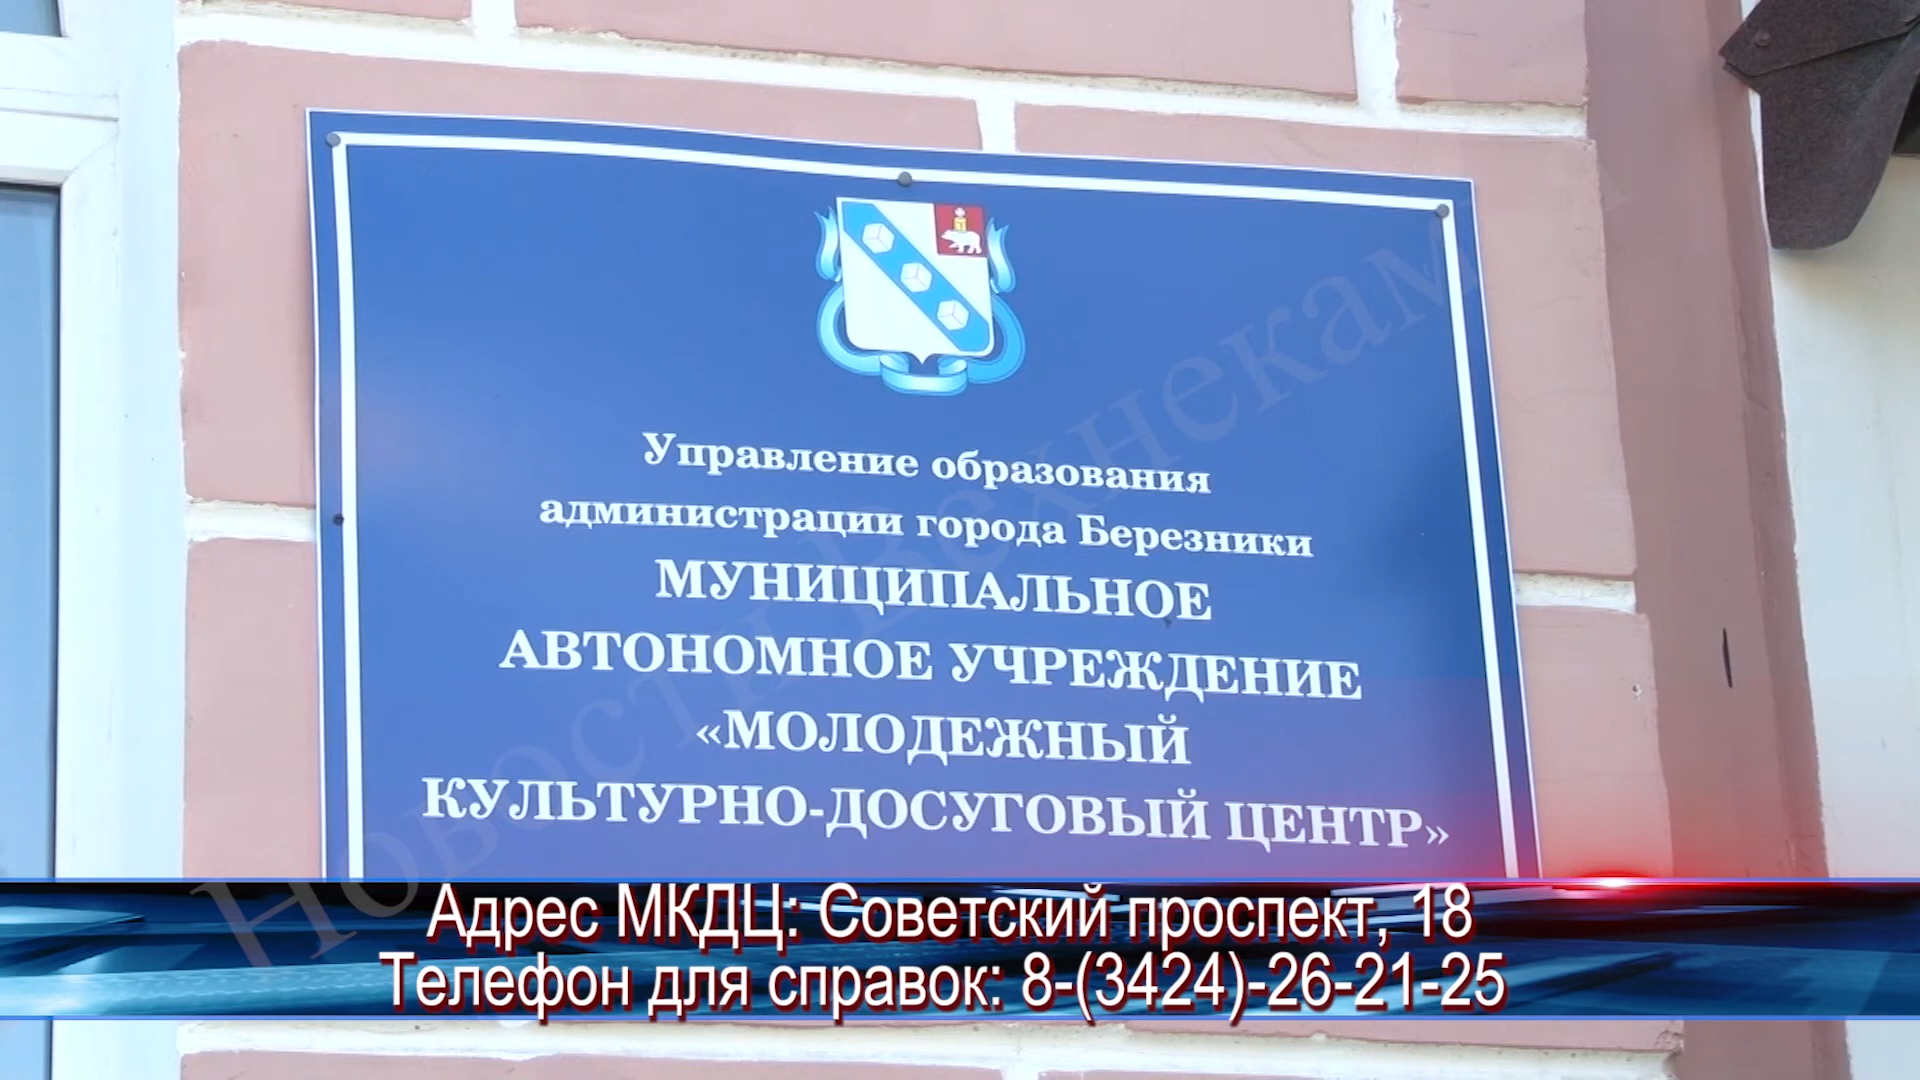 Управление образования
администрации города Березники
МУНИЦИПАЛЬНОЕ
АВТОНОМНОЕ УЧРЕЖДЕНИЕ
«МОЛОДЕЖНЫЙ
КУЛЬТУРНО-ДОСУГОВЫЙ ЦЕНТР»
Адрес МКДЦ: Советский проспект, 18
Телефон для справок: 8-(3424)-26-21-25
Новости